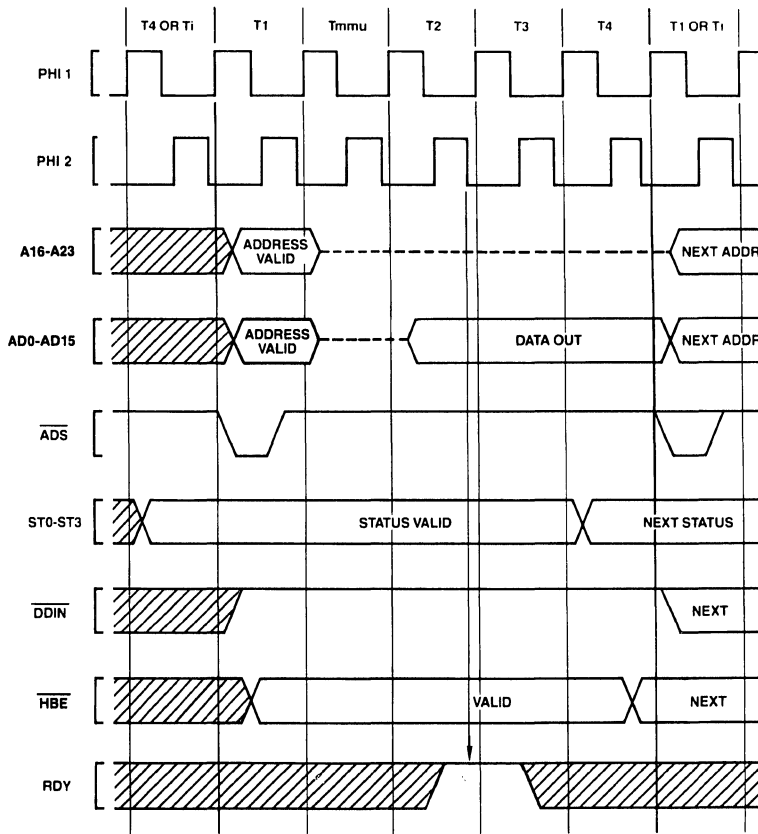 T4 OR Ti T1 Tmmu T2 T3 T4 T1 OR Ti
PHI 1
PHI 2
A16-A23 ADDRESS VALID NEXT ADDR
AD0-AD15 ADDRESS VALID DATA OUT NEXT ADDR
ADS
ST0-ST3 STATUS VALID NEXT STATUS
DDIN NEXT
HBE VALID NEXT
RDY